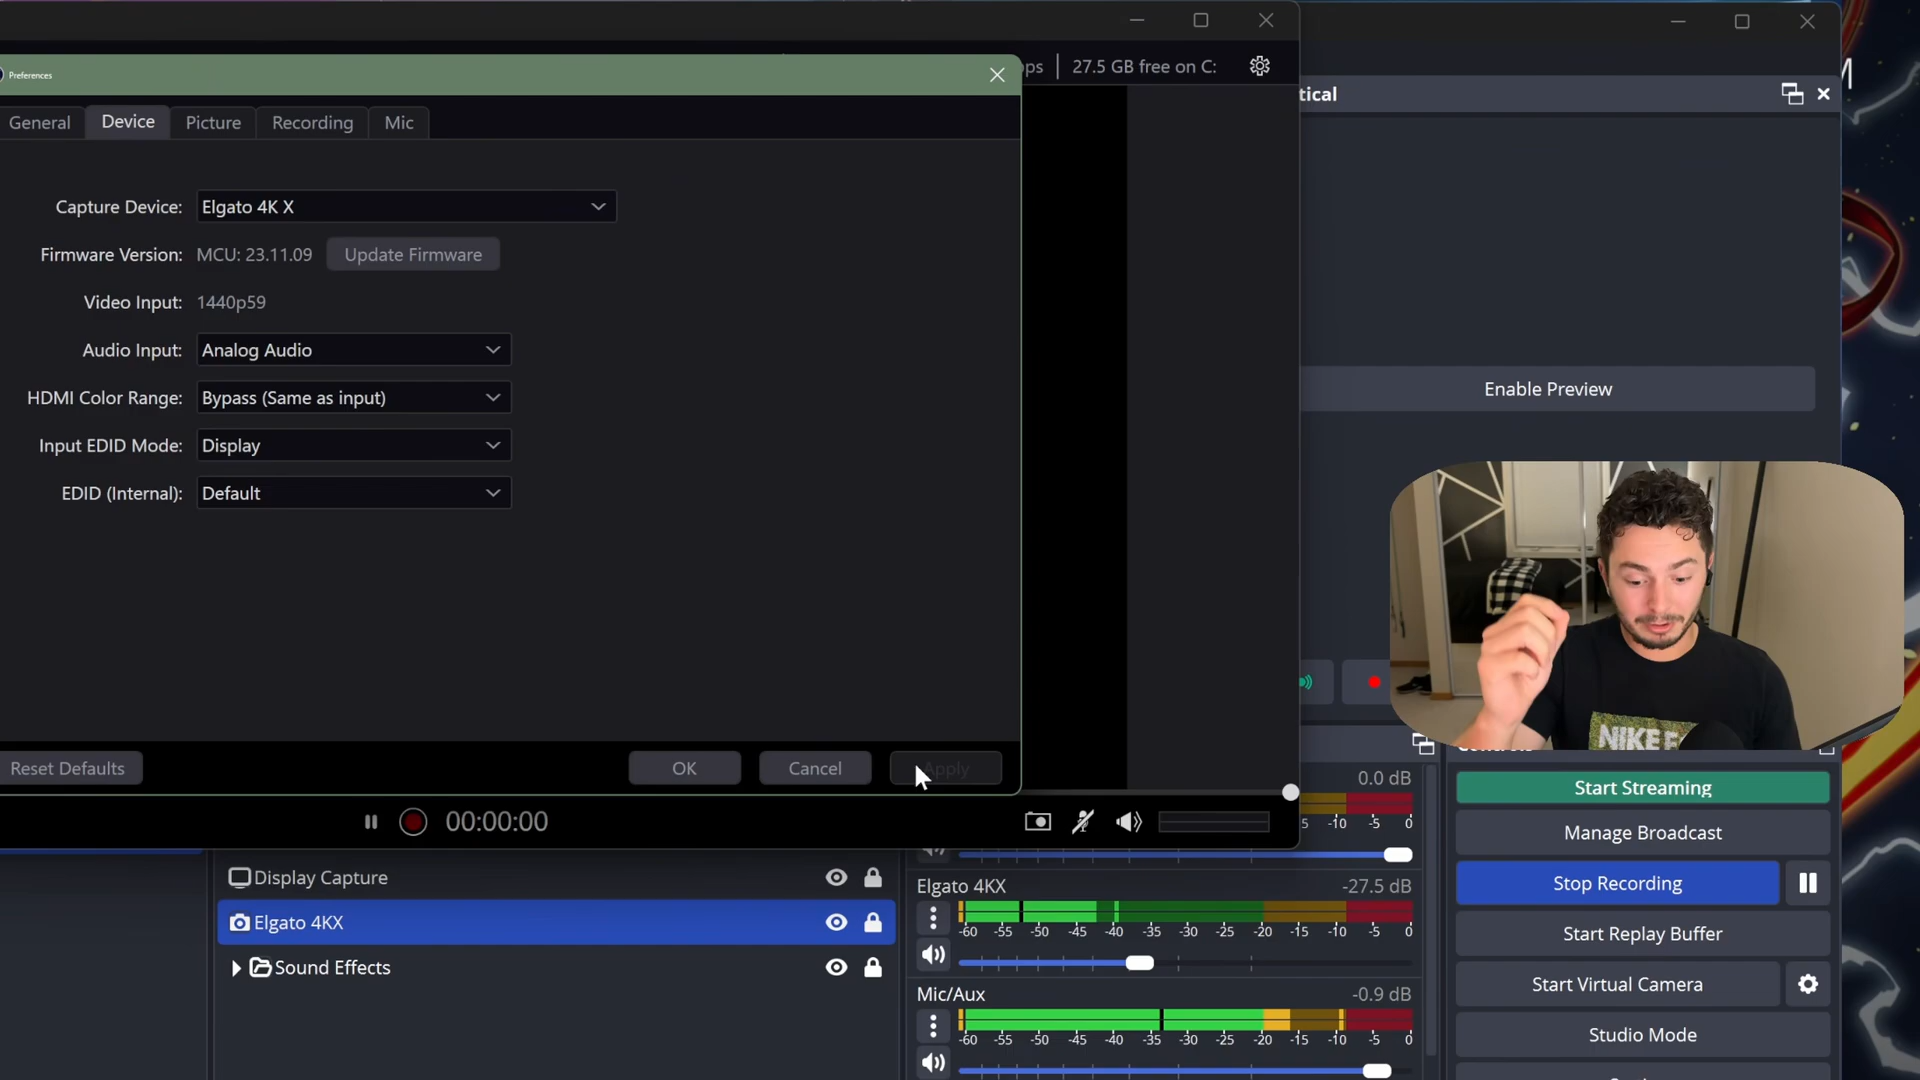 ps
27.5 GB free on C:
Preferences
General
Device
Picture
Recording
Mic
Capture Device:
Elgato 4K X
Firmware Version:
MCU: 23.11.09
Update Firmware
Video Input:
1440p59
Audio Input:
Analog Audio
HDMI Color Range:
Bypass (Same as input)
Input EDID Mode:
Display
EDID (Internal):
Default
Reset Defaults
OK
Cancel
Apply
00:00:00
tical
Enable Preview
NIKE
Display Capture
Elgato 4KX
Sound Effects
0.0 dB
-10 -5 0
Elgato 4KX
-27.5 dB
-60 -55 -50 -45 -40 -35 -30 -25 -20 -15 -10 -5 0
Mic/Aux
-0.9 dB
-60 -55 -50 -45 -40 -35 -30 -25 -20 -15 -10 -5 0
Start Streaming
Manage Broadcast
Stop Recording
Start Replay Buffer
Start Virtual Camera
Studio Mode